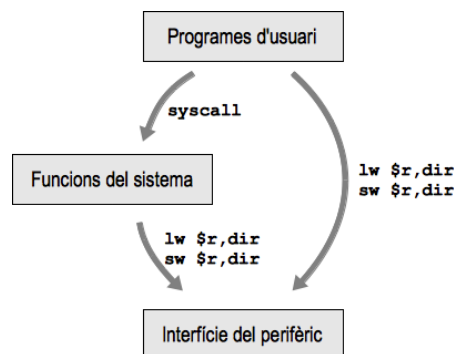 Programes d'usuari
syscall
Funcions del sistema
lw $r,dir
sw $r,dir
lw $r,dir
sw $r,dir
Interfície del perifèric